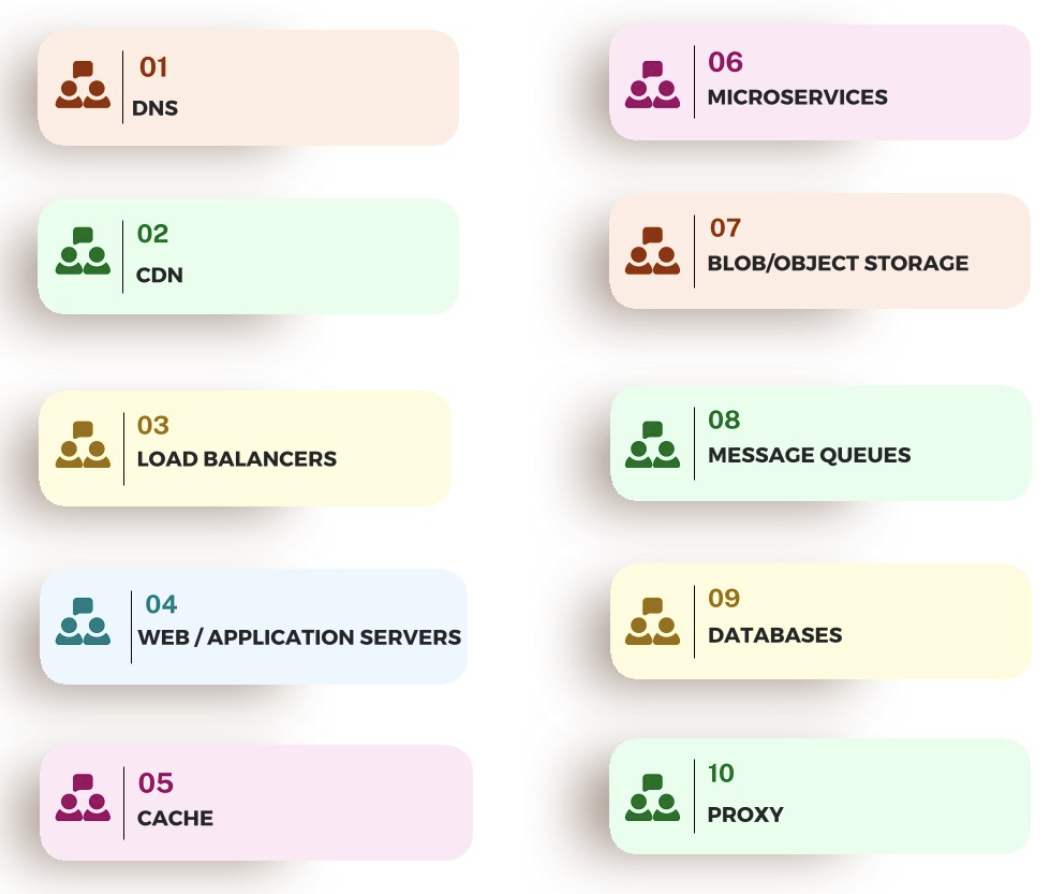 01
DNS
02
CDN
03
LOAD BALANCERS
04
WEB / APPLICATION SERVERS
05
CACHE
06
MICROSERVICES
07
BLOB/OBJECT STORAGE
08
MESSAGE QUEUES
09
DATABASES
10
PROXY